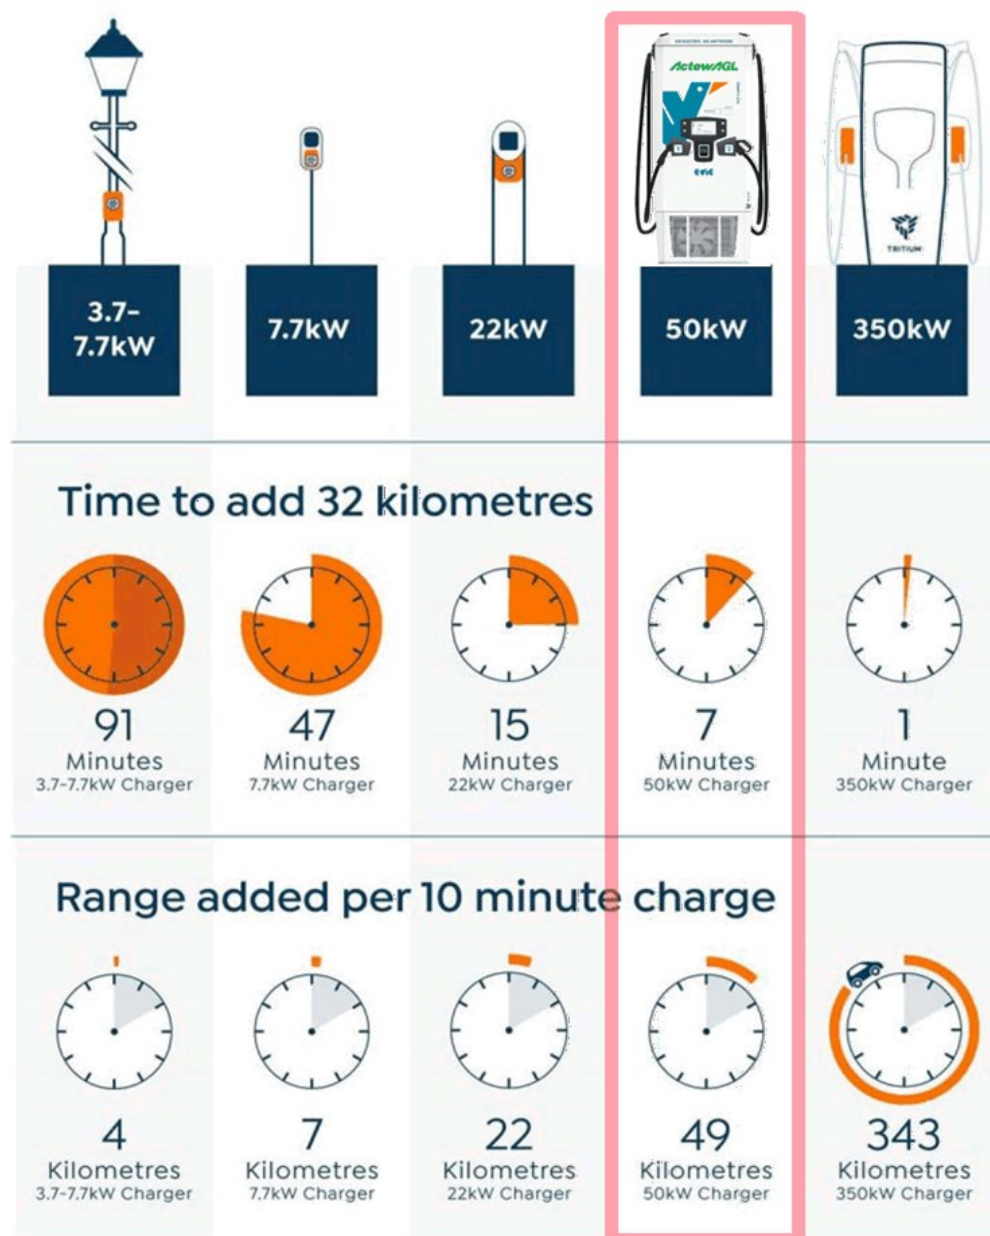 ActewAGL
evie
TRITIUM
3.7-
7.7kW
7.7kW
22kW
50kW
350kW
Time to add 32 kilometres
91
Minutes
3.7-7.7kW Charger
47
Minutes
7.7kW Charger
15
Minutes
22kW Charger
7
Minutes
50kW Charger
1
Minute
350kW Charger
Range added per 10 minute charge
4
Kilometres
3.7-7.7kW Charger
7
Kilometres
7.7kW Charger
22
Kilometres
22kW Charger
49
Kilometres
50kW Charger
343
Kilometres
350kW Charger